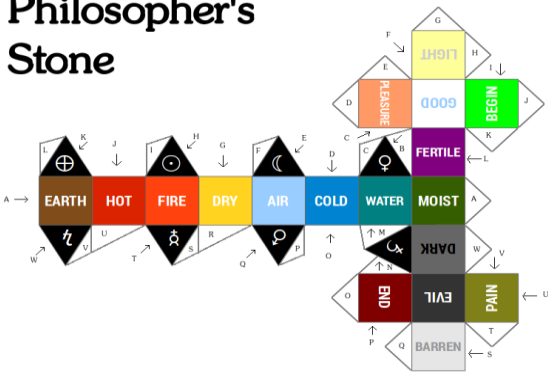 Philosopher's
Stone
G
F
LIGHT
H
E
I
D
PLEASURE
GOOD
BEGIN
J
K
C
L
K
I
H
F
E
C
B
J
G
D
FERTILE
L
A
EARTH
HOT
FIRE
DRY
AIR
COLD
WATER
MOIST
A
U
R
M
W
V
T
S
Q
P
O
N
DARK
W
V
O
END
EVIL
PAIN
U
P
T
Q
BARREN
S